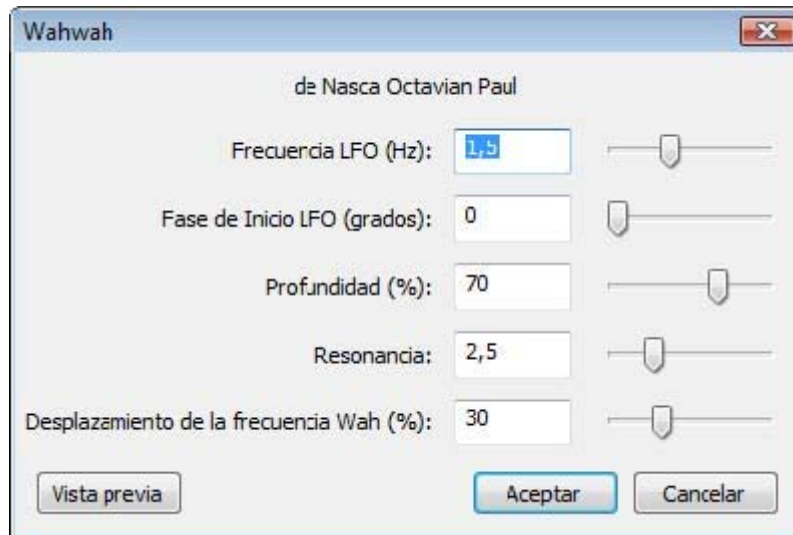 Wahwah
de Nasca Octavian Paul
Frecuencia LFO (Hz): 1,5
Fase de Inicio LFO (grados): 0
Profundidad (%): 70
Resonancia: 2,5
Desplazamiento de la frecuencia Wah (%): 30
Vista previa Aceptar Cancelar